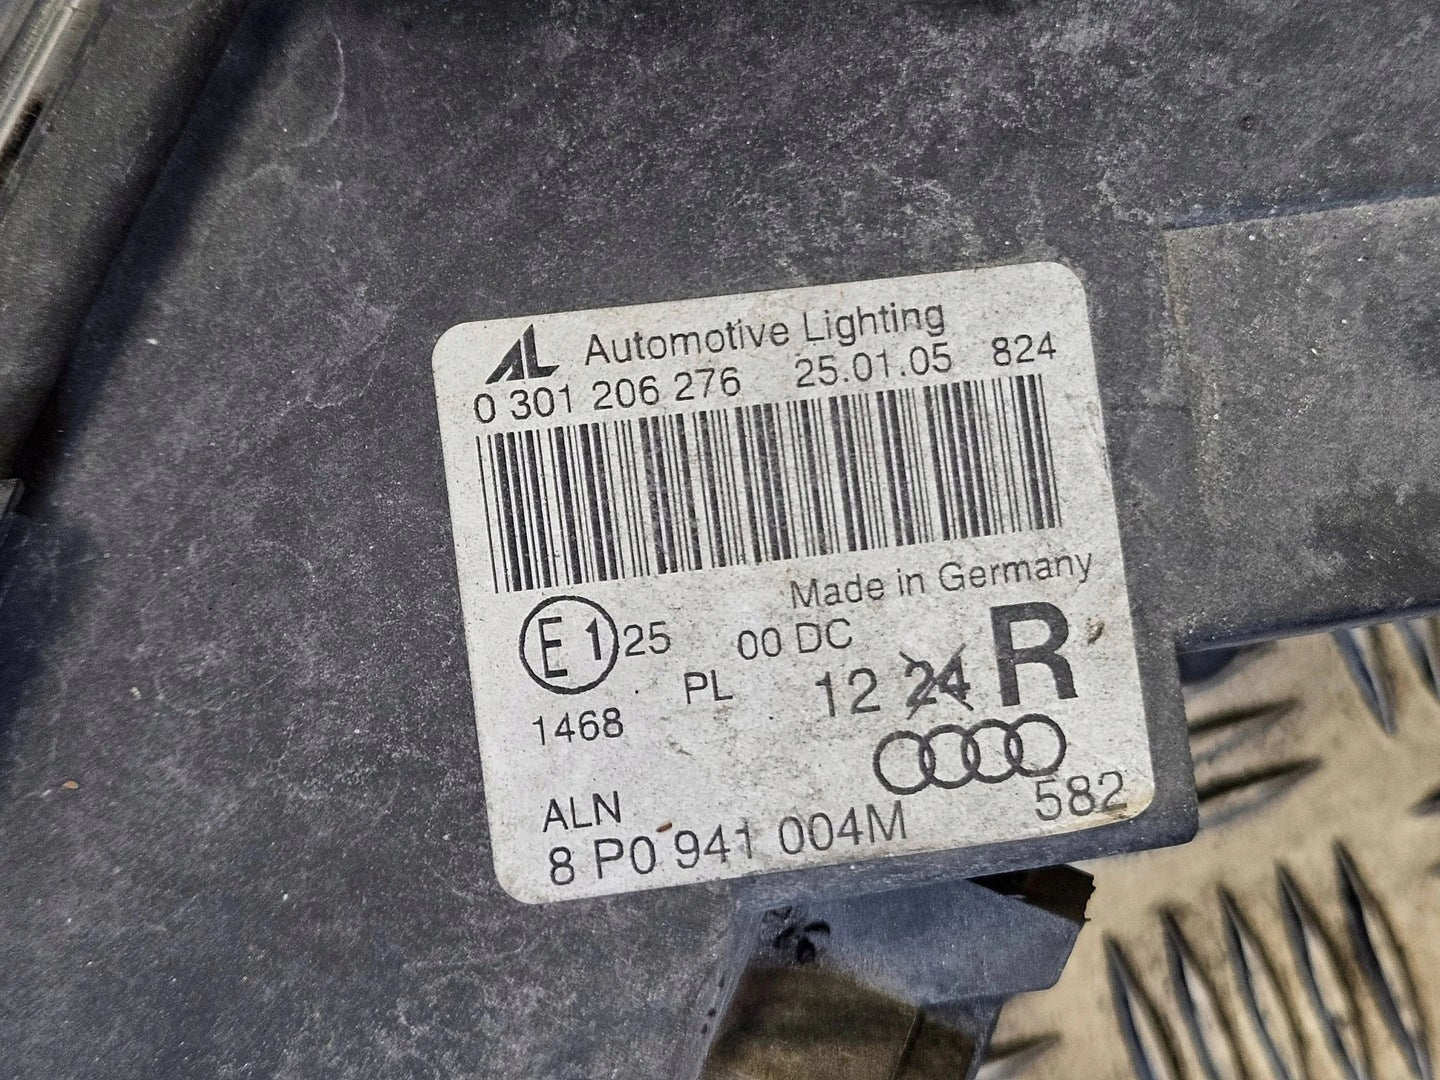 AL Automotive Lighting
0 301 206 276 25.01.05 824
Made in Germany
E1 25 00 DC
PL 12 24 R
1468
ALN 582
8 P0 941 004M